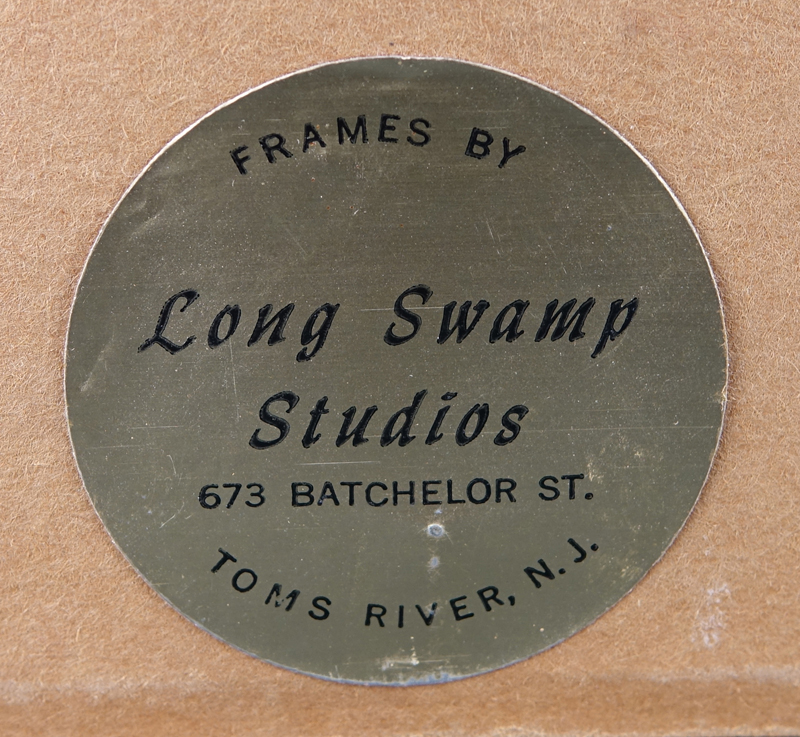 FRAMES BY
Long Swamp
Studios
673 BATCHELOR ST.
TOMS RIVER, N.J.